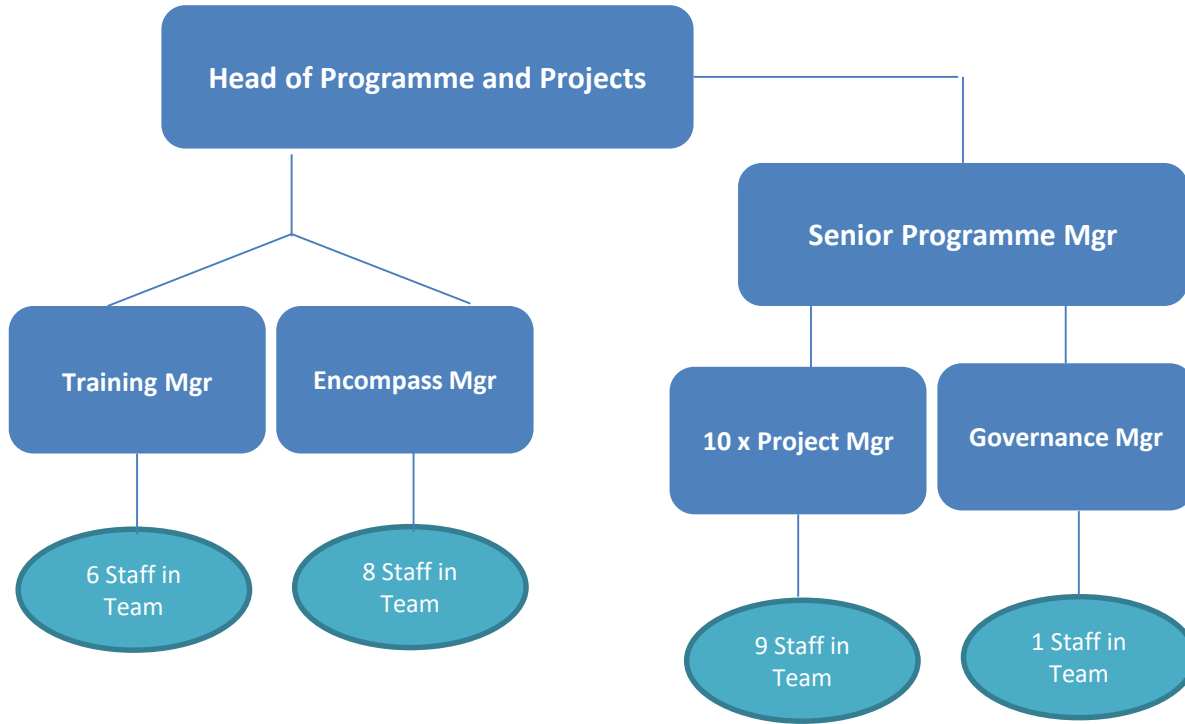 Head of Programme and Projects
Senior Programme Mgr
Training Mgr
Encompass Mgr
10 x Project Mgr
Governance Mgr
6 Staff in
Team
8 Staff in
Team
9 Staff in
Team
1 Staff in
Team